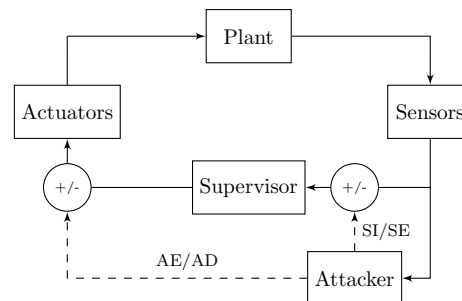 Plant
Actuators
Sensors
+/-
Supervisor
+/-
SI/SE
AE/AD
Attacker